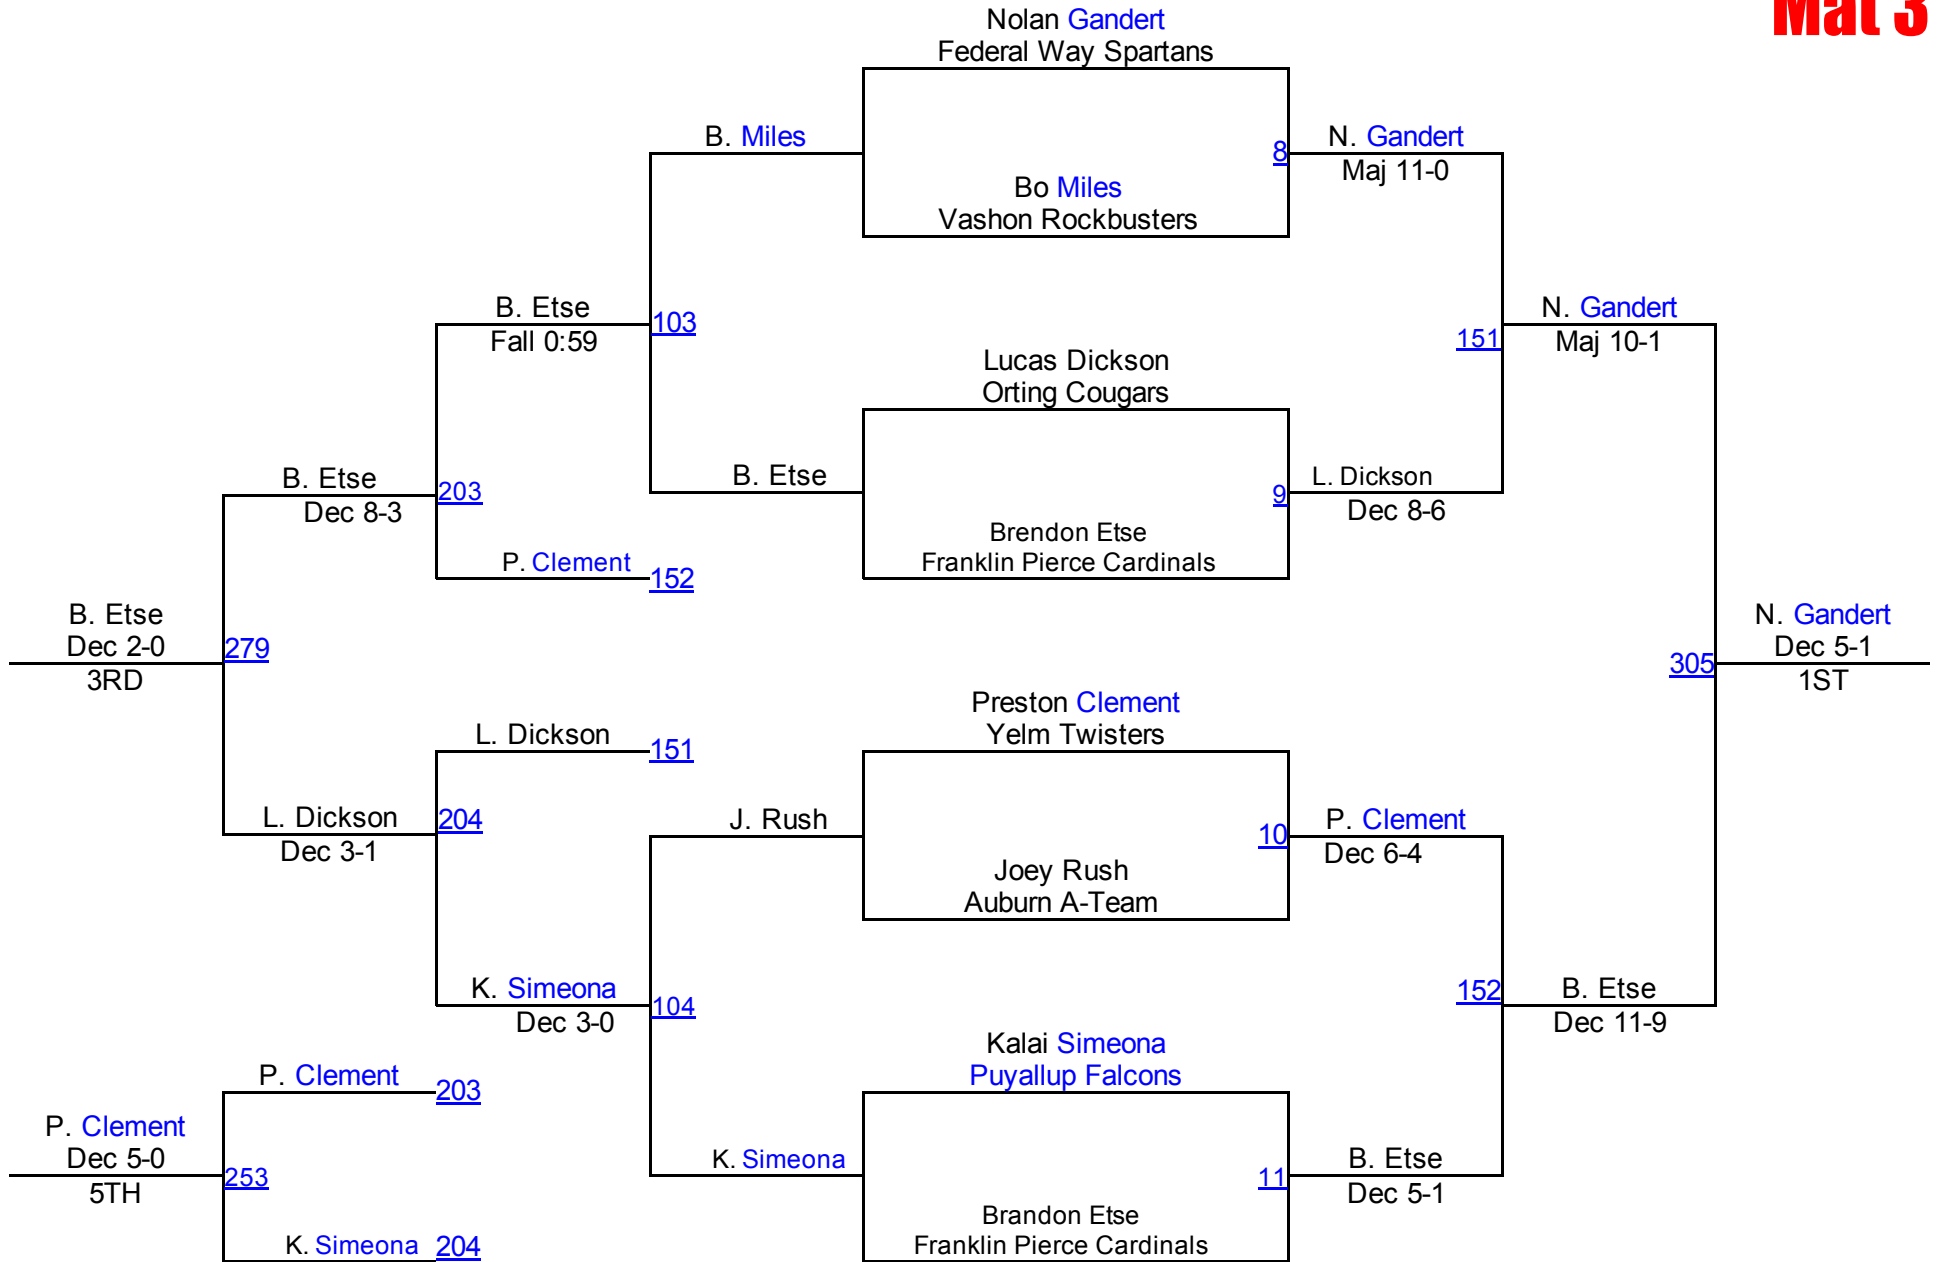 Mat 3
Nolan Gandert
Federal Way Spartans
B. Miles
8
N. Gandert
Maj 11-0
Bo Miles
Vashon Rockbusters
B. Etse
Fall 0:59
103
N. Gandert
Maj 10-1
151
Lucas Dickson
Orting Cougars
B. Etse
Dec 8-3
203
B. Etse
9
L. Dickson
Dec 8-6
Brendon Etse
Franklin Pierce Cardinals
P. Clement
152
B. Etse
Dec 2-0
3RD
279
N. Gandert
Dec 5-1
1ST
305
Preston Clement
Yelm Twisters
L. Dickson
151
L. Dickson
Dec 3-1
204
J. Rush
10
P. Clement
Dec 6-4
Joey Rush
Auburn A-Team
K. Simeona
Dec 3-0
104
152
B. Etse
Dec 11-9
Kalai Simeona
Puyallup Falcons
P. Clement
203
P. Clement
Dec 5-0
5TH
253
K. Simeona
11
B. Etse
Dec 5-1
Brandon Etse
Franklin Pierce Cardinals
K. Simeona
204